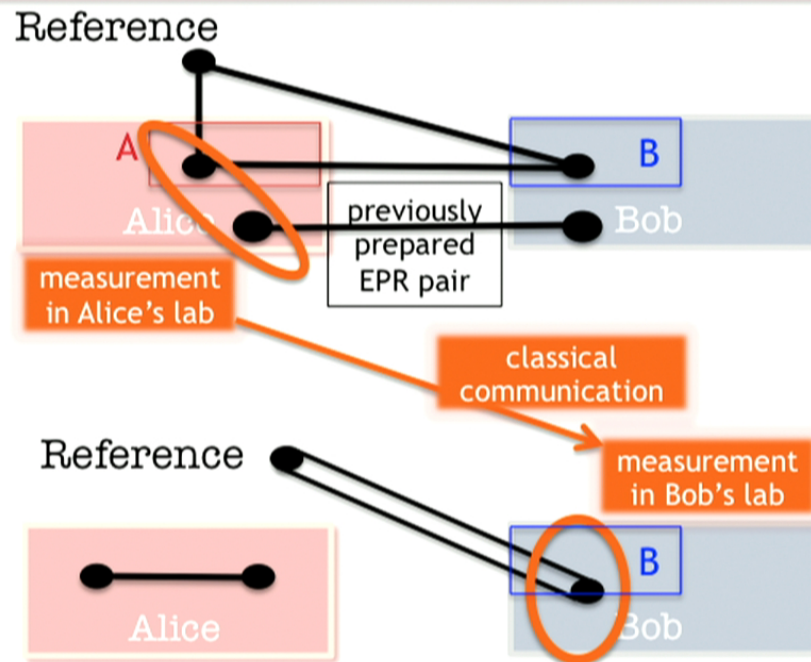 Reference
A
B
Alice
previously
prepared
EPR pair
Bob
measurement
in Alice's lab
classical
communication
Reference
measurement
in Bob's lab
B
Alice
Bob